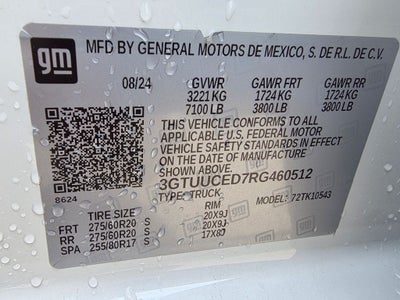 gm
MFD BY GENERAL MOTORS DE MEXICO, S. DE R.L. DE C.V.
08/24 GVWR GAWR FRT GAWR RR
3221 KG 1724 KG 1724 KG
7100 LB 3800 LB 3800 LB
THIS VEHICLE CONFORMS TO ALL APPLICABLE
U.S. FEDERAL MOTOR VEHICLE SAFETY STANDARDS
IN EFFECT ON THE DATE OF MANUFACTURE SHOWN ABOVE.
3GTUUCED7RG460512
8624
TYPE: TRUCK MODEL: 72TK10543
TIRE SIZE RIM
FRT 275/60R20 S 20X9J
RR 275/60R20 S 20X9J
SPA 255/80R17 S 17X8J